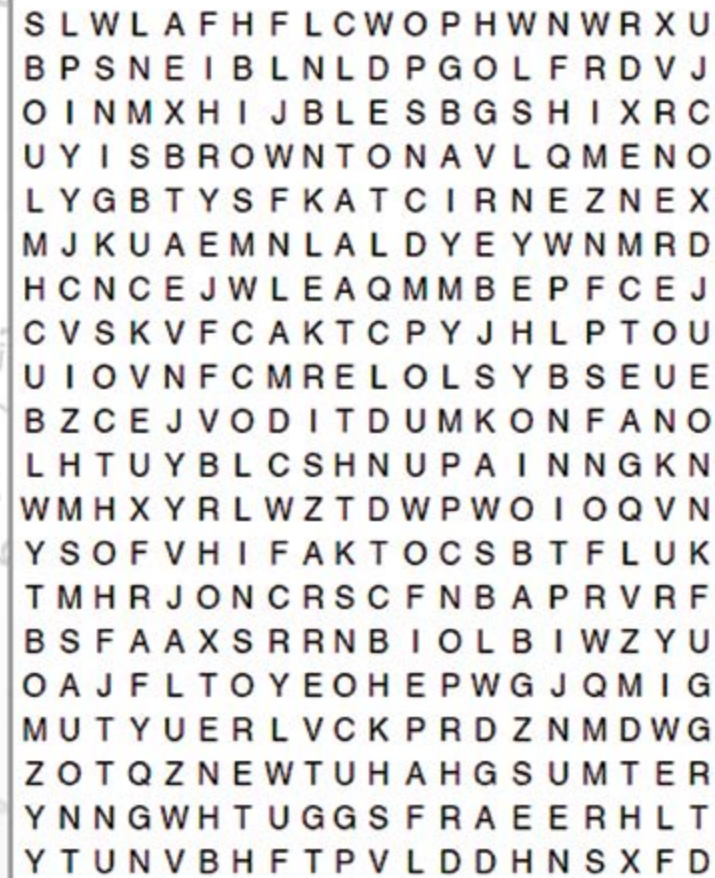 S L W L A F H F L C W O P H W N W R X U
B P S N E I B L N L D P G O L F R D V J
O I N M X H I J B L E S B G S H I X R C
U Y I S B R O W N T O N A V L Q M E N O
L Y G B T Y S F K A T C I R N E Z N E X
M J K U A E M N L A L D Y E Y W N M R D
H C N C E J W L E A Q M M B E P F C E J
C V S K V F C A K T C P Y J H L P T O U
U I O V N F C M R E L O L S Y B S E U E
B Z C E J V O D I T D U M K O N F A N O
L H T U Y B L C S H N U P A I N N G K N
W M H X Y R L W Z T D W P W O I O Q V N
Y S O F V H I F A K T O C S B T F L U K
T M H R J O N C R S C F N B A P R V R F
B S F A A X S R R N B I O L B I W Z Y U
O A J F L T O Y E O H E P W G J Q M I G
M U T Y U E R L V C K P R D Z N M D W G
Z O T Q Z N E W T U H A H G S U M T E R
Y N N G W H T U G G S F R A E E R H L T
Y T U N V B H F T P V L D D H N S X F D